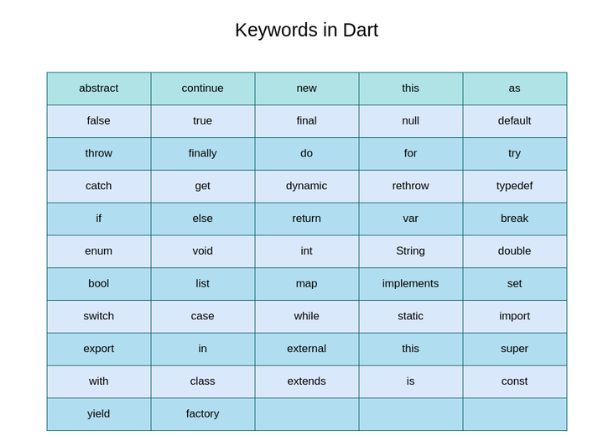 Keywords in Dart
abstract continue new this as
false true final null default
throw finally do for try
catch get dynamic rethrow typedef
if else return var break
enum void int String double
bool list map implements set
switch case while static import
export in external this super
with class extends is const
yield factory